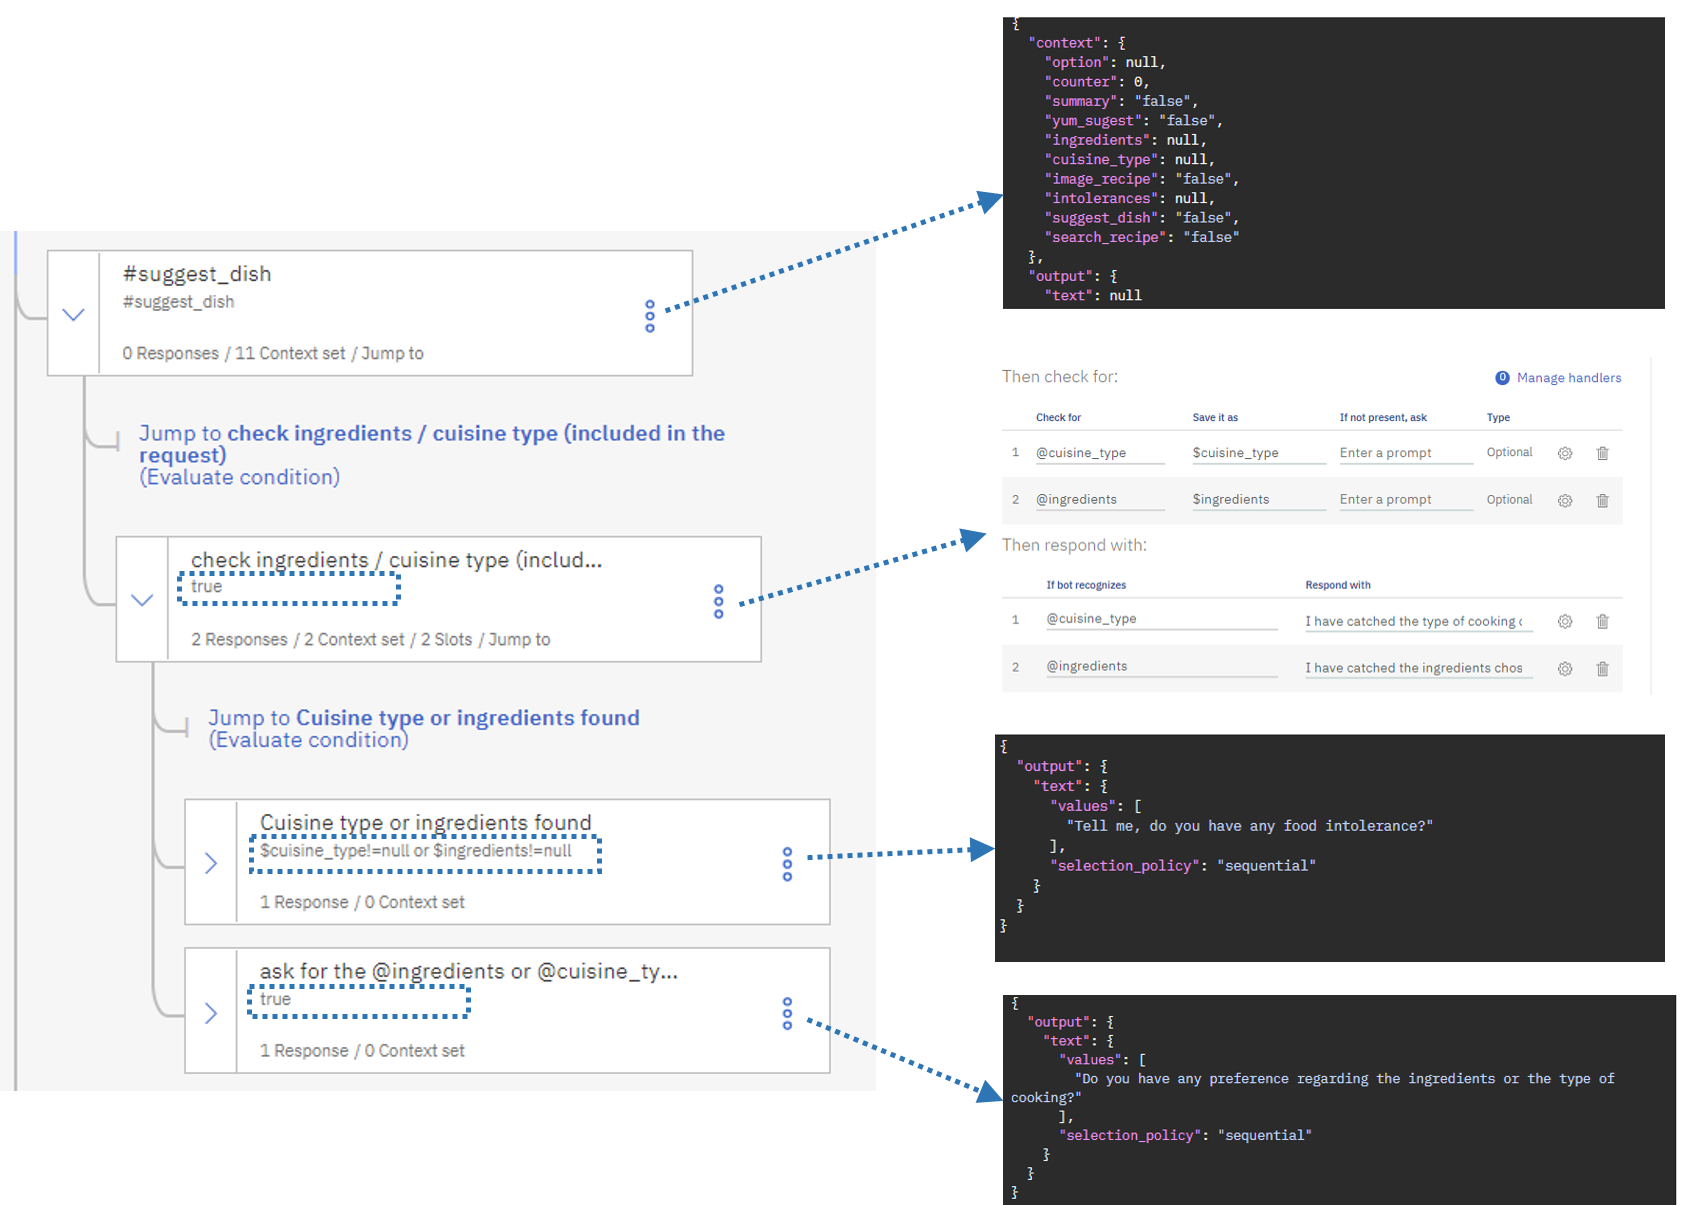 #suggest_dish
#suggest_dish
0 Responses / 11 Context set / Jump to
Jump to check ingredients / cuisine type (included in the
request)
(Evaluate condition)
check ingredients / cuisine type (includ...
true
2 Responses / 2 Context set / 2 Slots / Jump to
Jump to Cuisine type or ingredients found
(Evaluate condition)
Cuisine type or ingredients found
$cuisine_type!=null or $ingredients!=null
1 Response / 0 Context set
ask for the @ingredients or @cuisine_ty...
true
1 Response / 0 Context set
{
"context": {
"option": null,
"counter": 0,
"summary": "false",
"yum_sugest": "false",
"ingredients": null,
"cuisine_type": null,
"image_recipe": "false",
"intolerances": null,
"suggest_dish": "false",
"search_recipe": "false"
},
"output": {
"text": null
Then check for:
0 Manage handlers
Check for Save it as If not present, ask Type
1 @cuisine_type $cuisine_type Enter a prompt Optional
2 @ingredients $ingredients Enter a prompt Optional
Then respond with:
If bot recognizes Respond with
1 @cuisine_type I have catched the type of cooking c
2 @ingredients I have catched the ingredients chos
{
"output": {
"text": {
"values": [
"Tell me, do you have any food intolerance?"
],
"selection_policy": "sequential"
}
}
}
{
"output": {
"text": {
"values": [
"Do you have any preference regarding the ingredients or the type of
cooking?"
],
"selection_policy": "sequential"
}
}
}